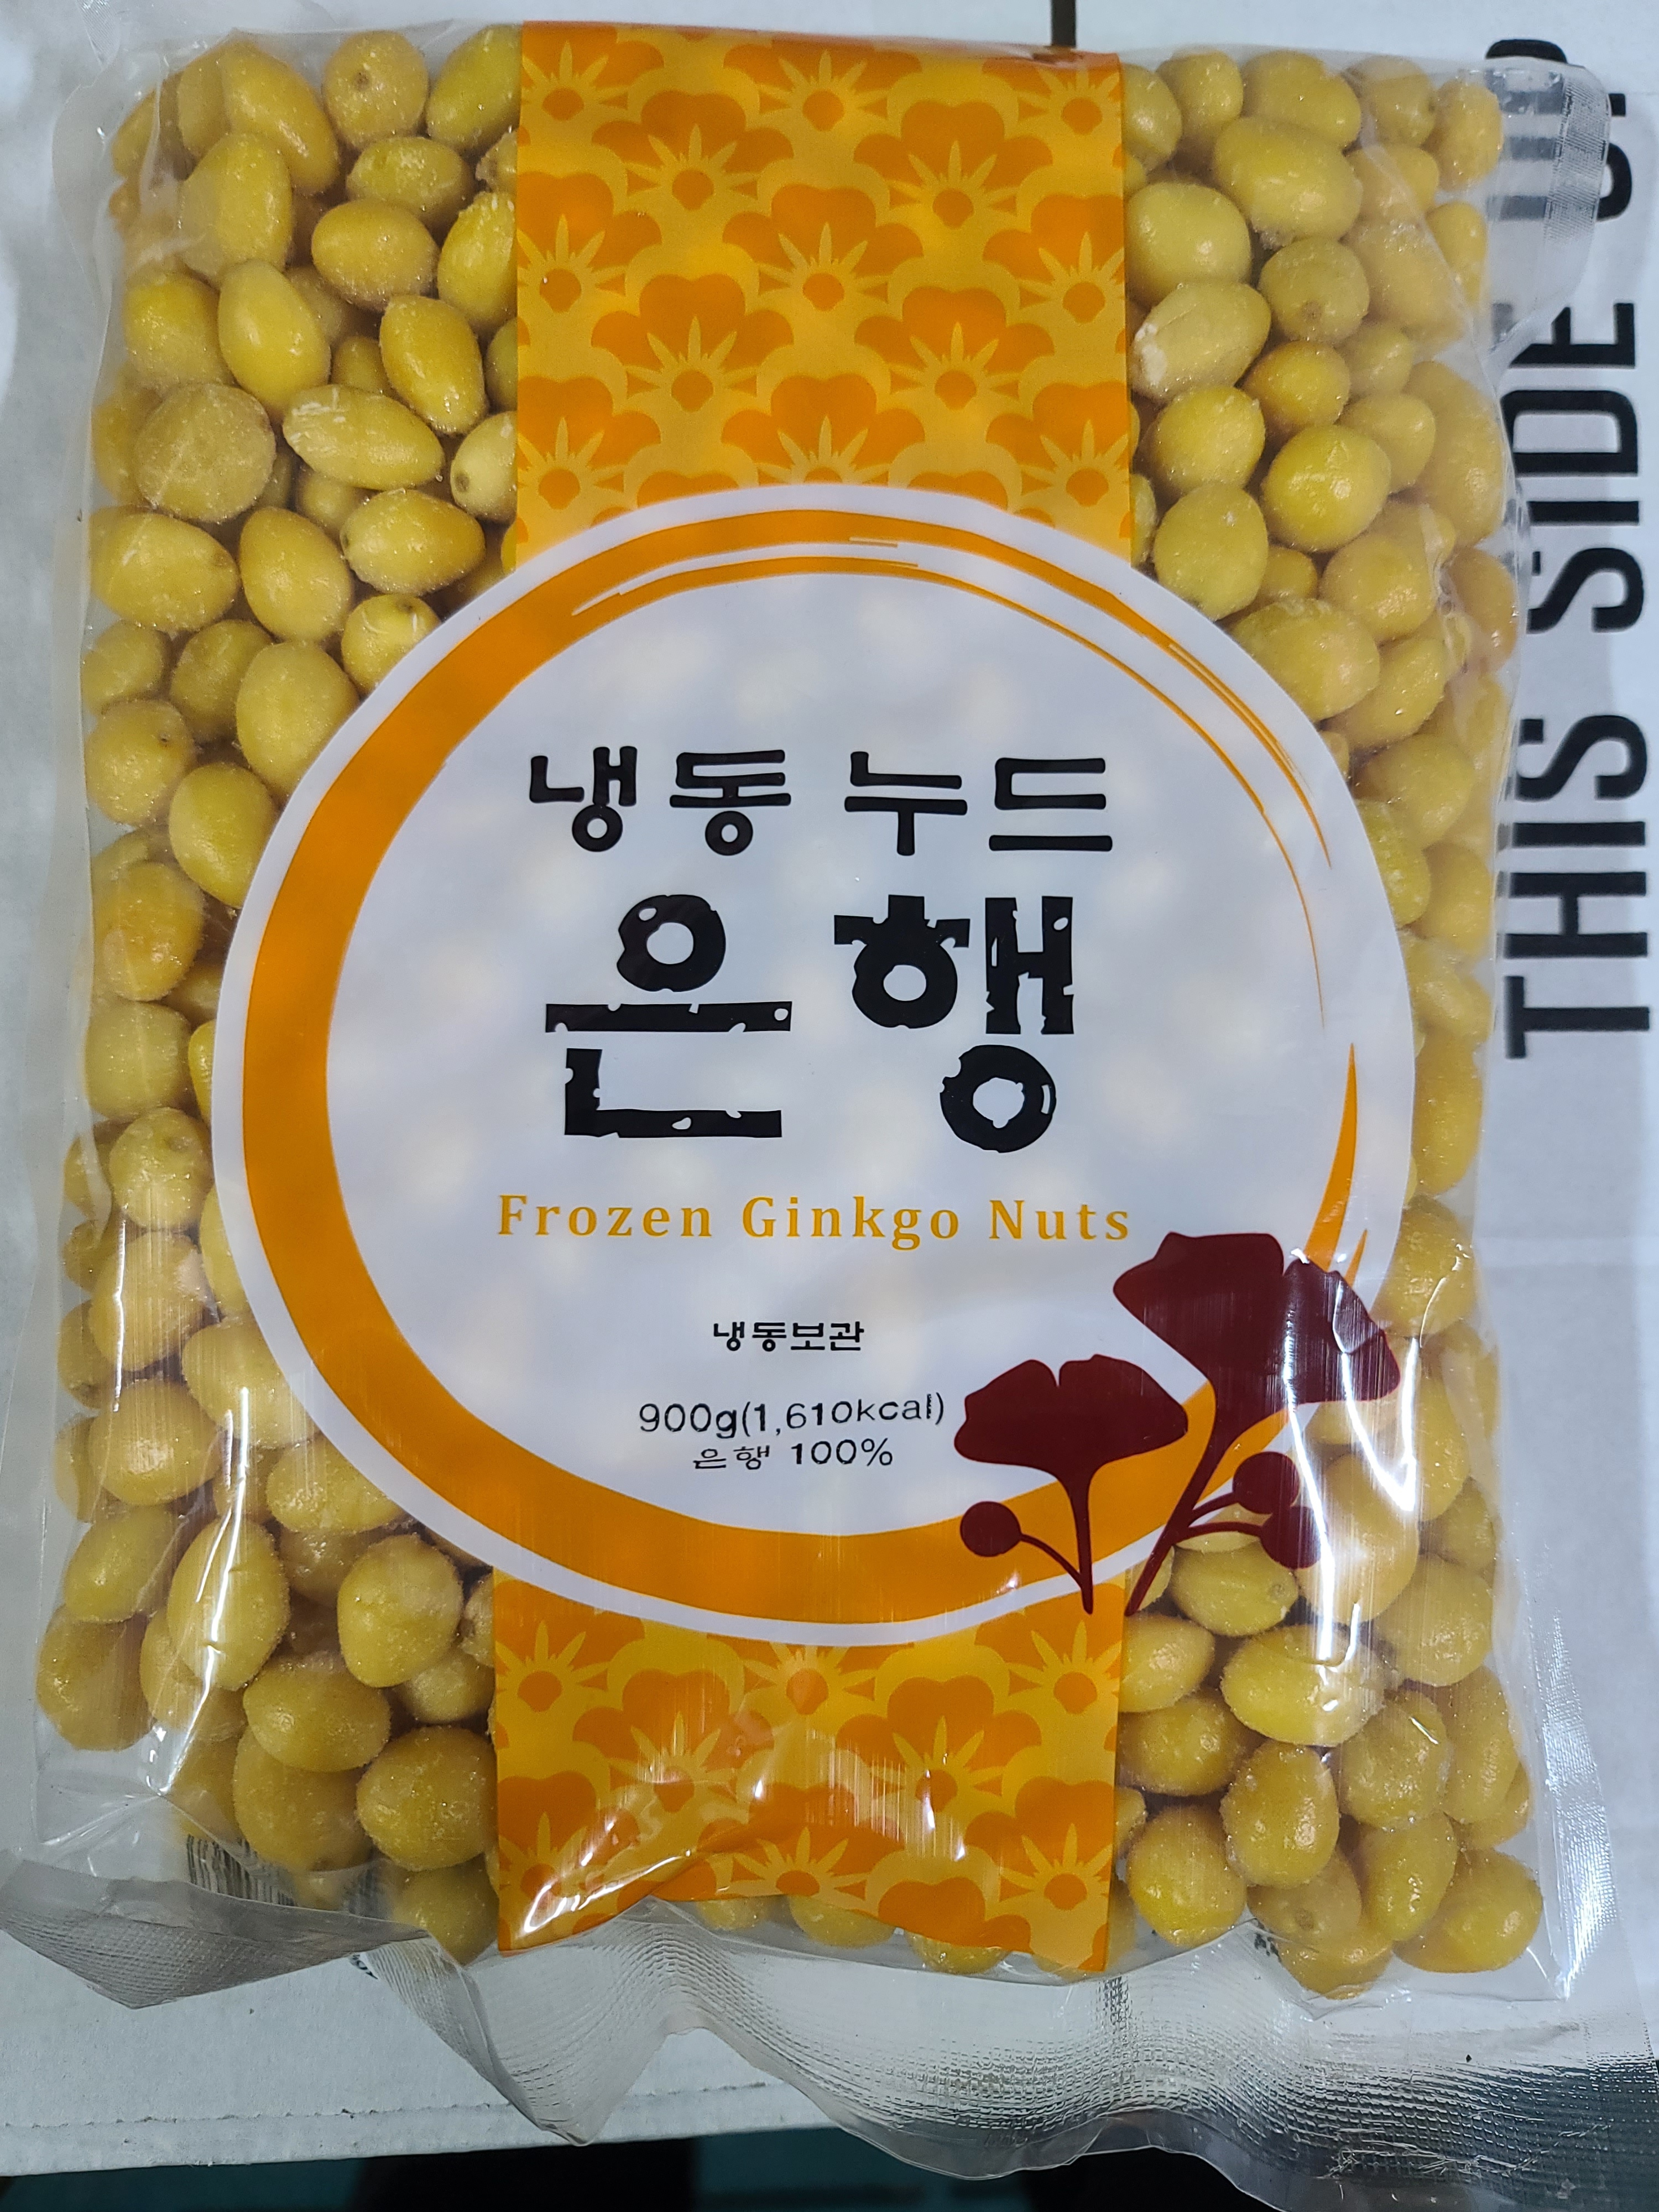 냉동 누드
은행
Frozen Ginkgo Nuts
냉동보관
900g(1,610kcal)
은행 100%
THIS SIDE UP